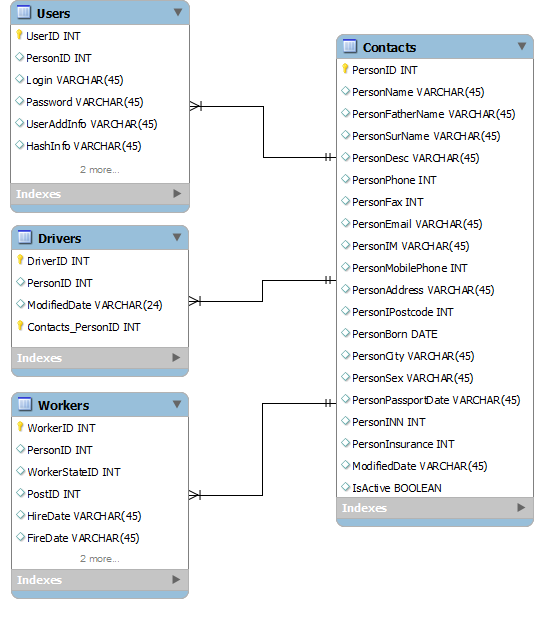 Users
UserID INT
PersonID INT
Login VARCHAR(45)
Password VARCHAR(45)
UserAddInfo VARCHAR(45)
HashInfo VARCHAR(45)
2 more...
Indexes
Drivers
DriverID INT
PersonID INT
ModifiedDate VARCHAR(24)
Contacts_PersonID INT
Indexes
Workers
WorkerID INT
PersonID INT
WorkerStateID INT
PostID INT
HireDate VARCHAR(45)
FireDate VARCHAR(45)
2 more...
Indexes
Contacts
PersonID INT
PersonName VARCHAR(45)
PersonFatherName VARCHAR(45)
PersonSurName VARCHAR(45)
PersonDesc VARCHAR(45)
PersonPhone INT
PersonFax INT
PersonEmail VARCHAR(45)
PersonIM VARCHAR(45)
PersonMobilePhone INT
PersonAddress VARCHAR(45)
PersonIPostcode INT
PersonBorn DATE
PersonCity VARCHAR(45)
PersonSex VARCHAR(45)
PersonPassportDate VARCHAR(45)
PersonINN INT
PersonInsurance INT
ModifiedDate VARCHAR(45)
IsActive BOOLEAN
Indexes